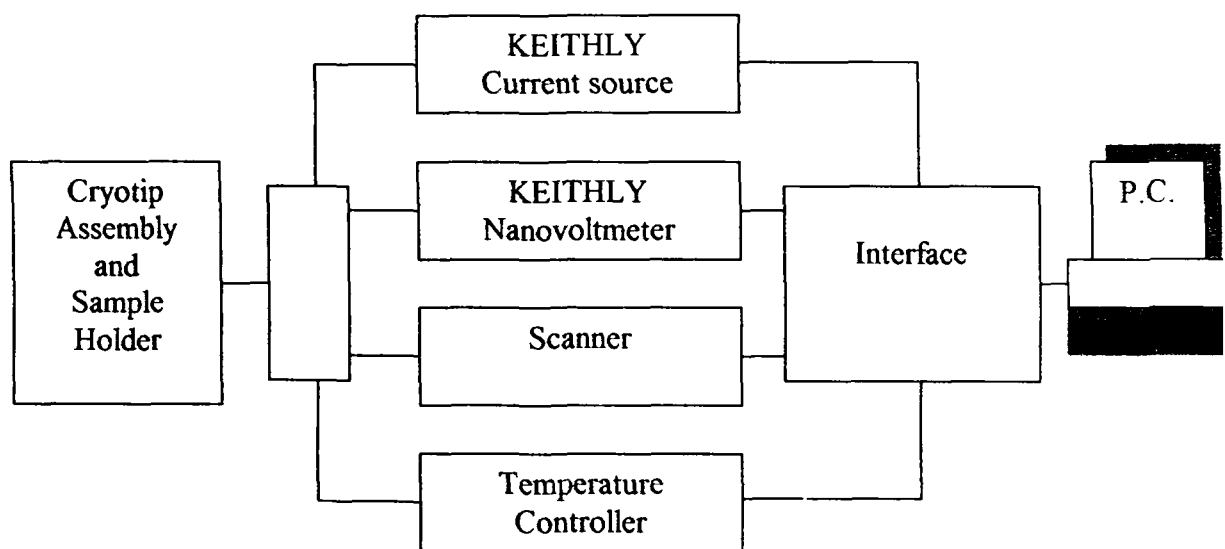 KEITHLY
Current source
Cryotip
Assembly
and
Sample
Holder
KEITHLY
Nanovoltmeter
Interface
P.C.
Scanner
Temperature
Controller